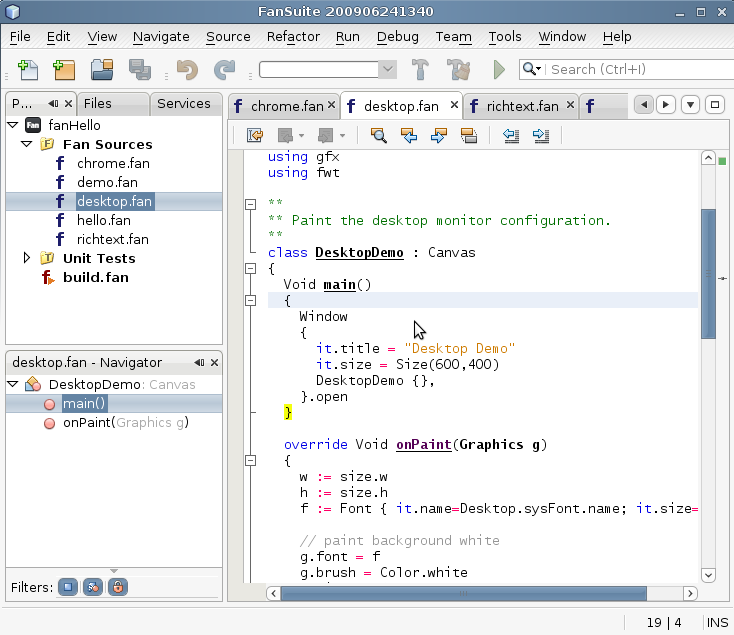 FanSuite 200906241340
File Edit View Navigate Source Refactor Run Debug Team Tools Window Help
Search (Ctrl+I)
P... Files Services
chrome.fan desktop.fan richtext.fan
Fan fanHello
Fan Sources
chrome.fan
demo.fan
desktop.fan
hello.fan
richtext.fan
Unit Tests
build.fan
desktop.fan - Navigator
DesktopDemo: Canvas
main()
onPaint(Graphics g)
Filters:
using gfx
using fwt
**
** Paint the desktop monitor configuration.
**
class DesktopDemo : Canvas
{
Void main()
{
Window
{
it.title = "Desktop Demo"
it.size = Size(600,400)
DesktopDemo {},
}.open
}
override Void onPaint(Graphics g)
{
w := size.w
h := size.h
f := Font { it.name=Desktop.sysFont.name; it.size=
// paint background white
g.font = f
g.brush = Color.white
19 | 4 INS